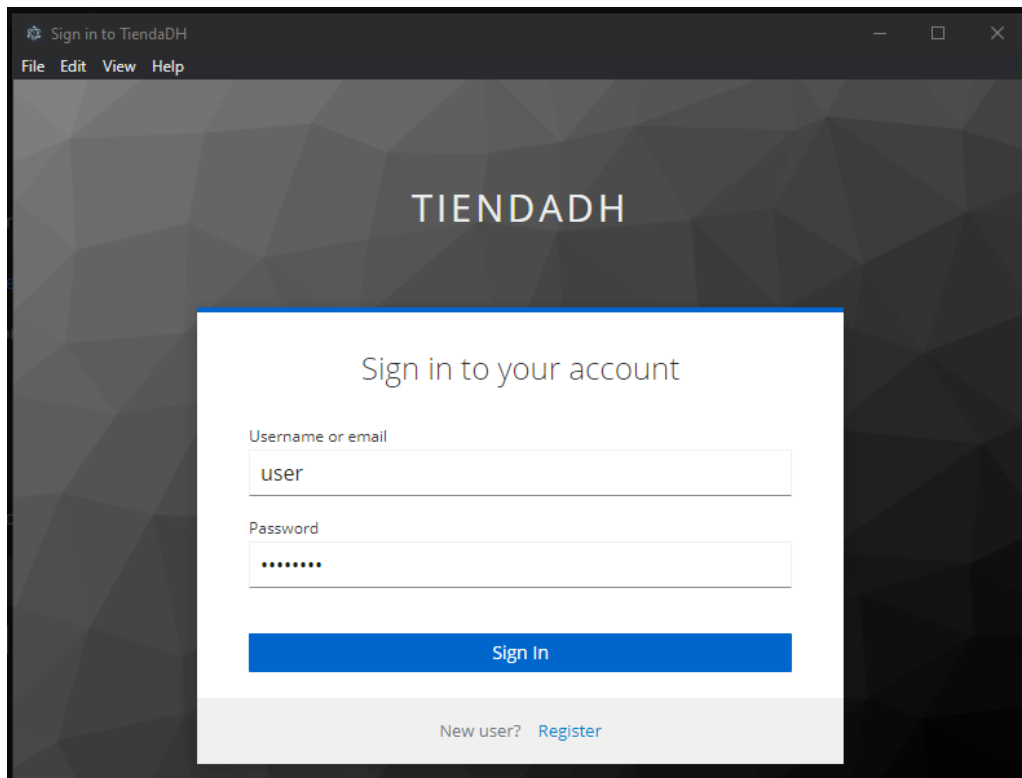 Sign in to TiendaDH
File Edit View Help
TIENDADH
Sign in to your account
Username or email
user
Password
••••••••
Sign In
New user? Register